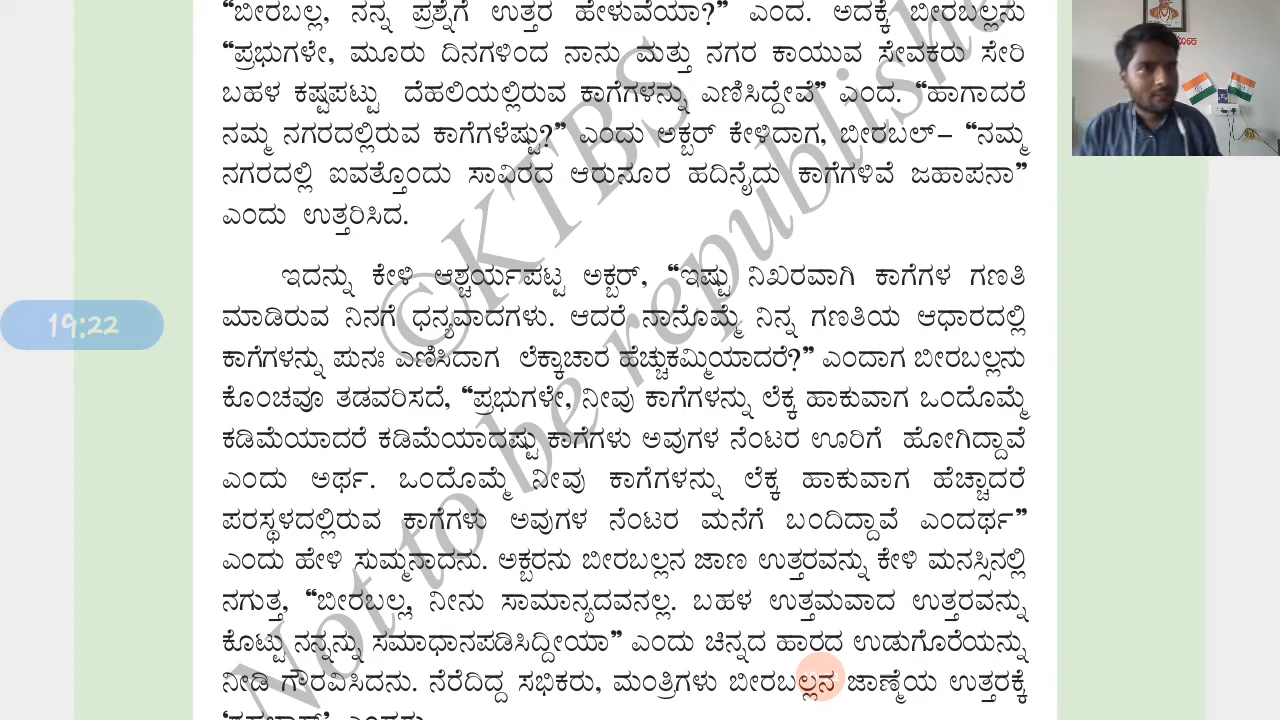 “ಬೀರಬಲ್ಲ, ನನ್ನ ಪ್ರಶ್ನೆಗೆ ಉತ್ತರ ಹೇಳುವೆಯಾ?” ಎಂದ. ಅದಕ್ಕೆ ಬೀರಬಲ್ಲನು
“ಪ್ರಭುಗಳೇ, ಮೂರು ದಿನಗಳಿಂದ ನಾನು ಮತ್ತು ನಗರ ಕಾಯುವ ಸೇವಕರು ಸೇರಿ
ಬಹಳ ಕಷ್ಟಪಟ್ಟು ದೆಹಲಿಯಲ್ಲಿರುವ ಕಾಗೆಗಳನ್ನು ಎಣಿಸಿದ್ದೇವೆ” ಎಂದ. “ಹಾಗಾದರೆ
ನಮ್ಮ ನಗರದಲ್ಲಿರುವ ಕಾಗೆಗಳೆಷ್ಟು?” ಎಂದು ಅಕ್ಬರ್ ಕೇಳಿದಾಗ, ಬೀರಬಲ್– “ನಮ್ಮ
ನಗರದಲ್ಲಿ ಐವತ್ತೊಂದು ಸಾವಿರದ ಆರುನೂರ ಹದಿನೈದು ಕಾಗೆಗಳಿವೆ ಜಹಾಪನಾ”
ಎಂದು ಉತ್ತರಿಸಿದ.
ಇದನ್ನು ಕೇಳಿ ಆಶ್ಚರ್ಯಪಟ್ಟ ಅಕ್ಬರ್, “ಇಷ್ಟು ನಿಖರವಾಗಿ ಕಾಗೆಗಳ ಗಣತಿ
ಮಾಡಿರುವ ನಿನಗೆ ಧನ್ಯವಾದಗಳು. ಆದರೆ ನಾನೊಮ್ಮೆ ನಿನ್ನ ಗಣತಿಯ ಆಧಾರದಲ್ಲಿ
ಕಾಗೆಗಳನ್ನು ಪುನಃ ಎಣಿಸಿದಾಗ ಲೆಕ್ಕಾಚಾರ ಹೆಚ್ಚುಕಮ್ಮಿಯಾದರೆ?” ಎಂದಾಗ ಬೀರಬಲ್ಲನು
ಕೊಂಚವೂ ತಡವರಿಸದೆ, “ಪ್ರಭುಗಳೇ, ನೀವು ಕಾಗೆಗಳನ್ನು ಲೆಕ್ಕ ಹಾಕುವಾಗ ಒಂದೊಮ್ಮೆ
ಕಡಿಮೆಯಾದರೆ ಕಡಿಮೆಯಾದಷ್ಟು ಕಾಗೆಗಳು ಅವುಗಳ ನೆಂಟರ ಊರಿಗೆ ಹೋಗಿದ್ದಾವೆ
ಎಂದು ಅರ್ಥ. ಒಂದೊಮ್ಮೆ ನೀವು ಕಾಗೆಗಳನ್ನು ಲೆಕ್ಕ ಹಾಕುವಾಗ ಹೆಚ್ಚಾದರೆ
ಪರಸ್ಥಳದಲ್ಲಿರುವ ಕಾಗೆಗಳು ಅವುಗಳ ನೆಂಟರ ಮನೆಗೆ ಬಂದಿದ್ದಾವೆ ಎಂದರ್ಥ”
ಎಂದು ಹೇಳಿ ಸುಮ್ಮನಾದನು. ಅಕ್ಬರನು ಬೀರಬಲ್ಲನ ಜಾಣ ಉತ್ತರವನ್ನು ಕೇಳಿ ಮನಸ್ಸಿನಲ್ಲಿ
ನಗುತ್ತ, “ಬೀರಬಲ್ಲ, ನೀನು ಸಾಮಾನ್ಯದವನಲ್ಲ. ಬಹಳ ಉತ್ತಮವಾದ ಉತ್ತರವನ್ನು
ಕೊಟ್ಟು ನನ್ನನ್ನು ಸಮಾಧಾನಪಡಿಸಿದ್ದೀಯಾ” ಎಂದು ಚಿನ್ನದ ಹಾರದ ಉಡುಗೊರೆಯನ್ನು
ನೀಡಿ ಗೌರವಿಸಿದನು. ನೆರೆದಿದ್ದ ಸಭಿಕರು, ಮಂತ್ರಿಗಳು ಬೀರಬಲ್ಲನ ಜಾಣ್ಮೆಯ ಉತ್ತರಕ್ಕೆ
©KTBS
Not to be republishe
19:22